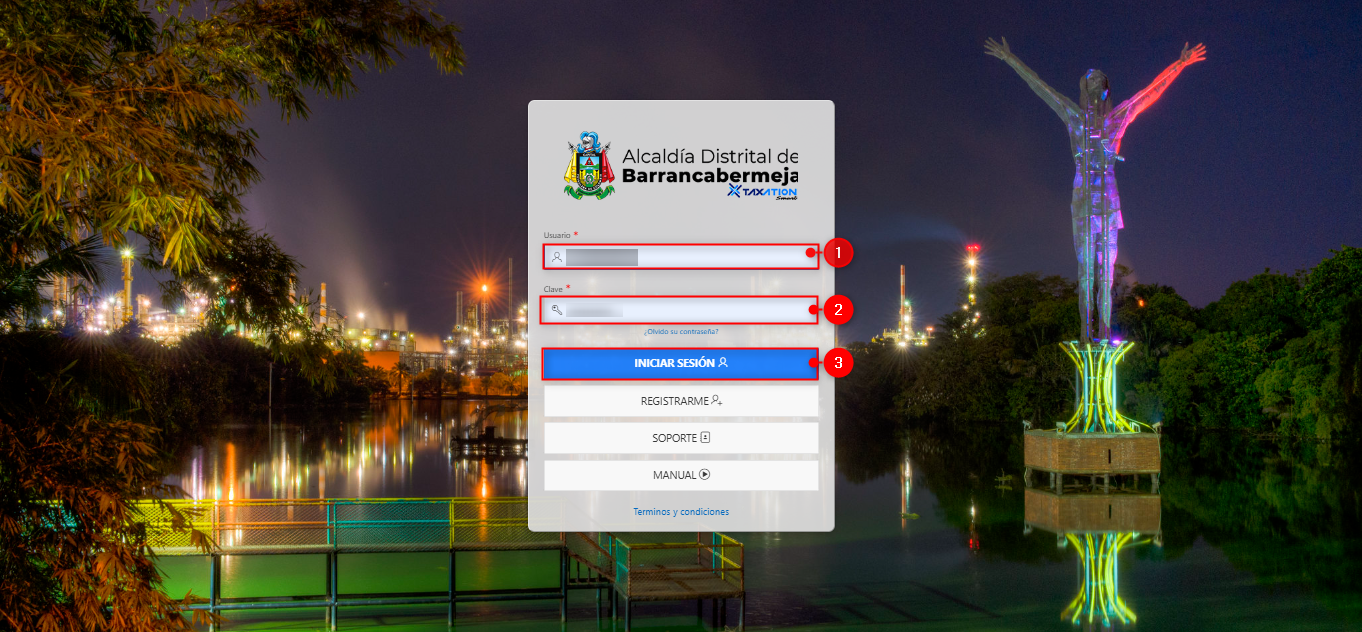 Alcaldía Distrital de
Barrancabermeja
TAXATION
Smart
Usuario *
1
Clave *
2
¿Olvido su contraseña?
INICIAR SESIÓN
3
REGISTRARME
SOPORTE
MANUAL
Terminos y condiciones